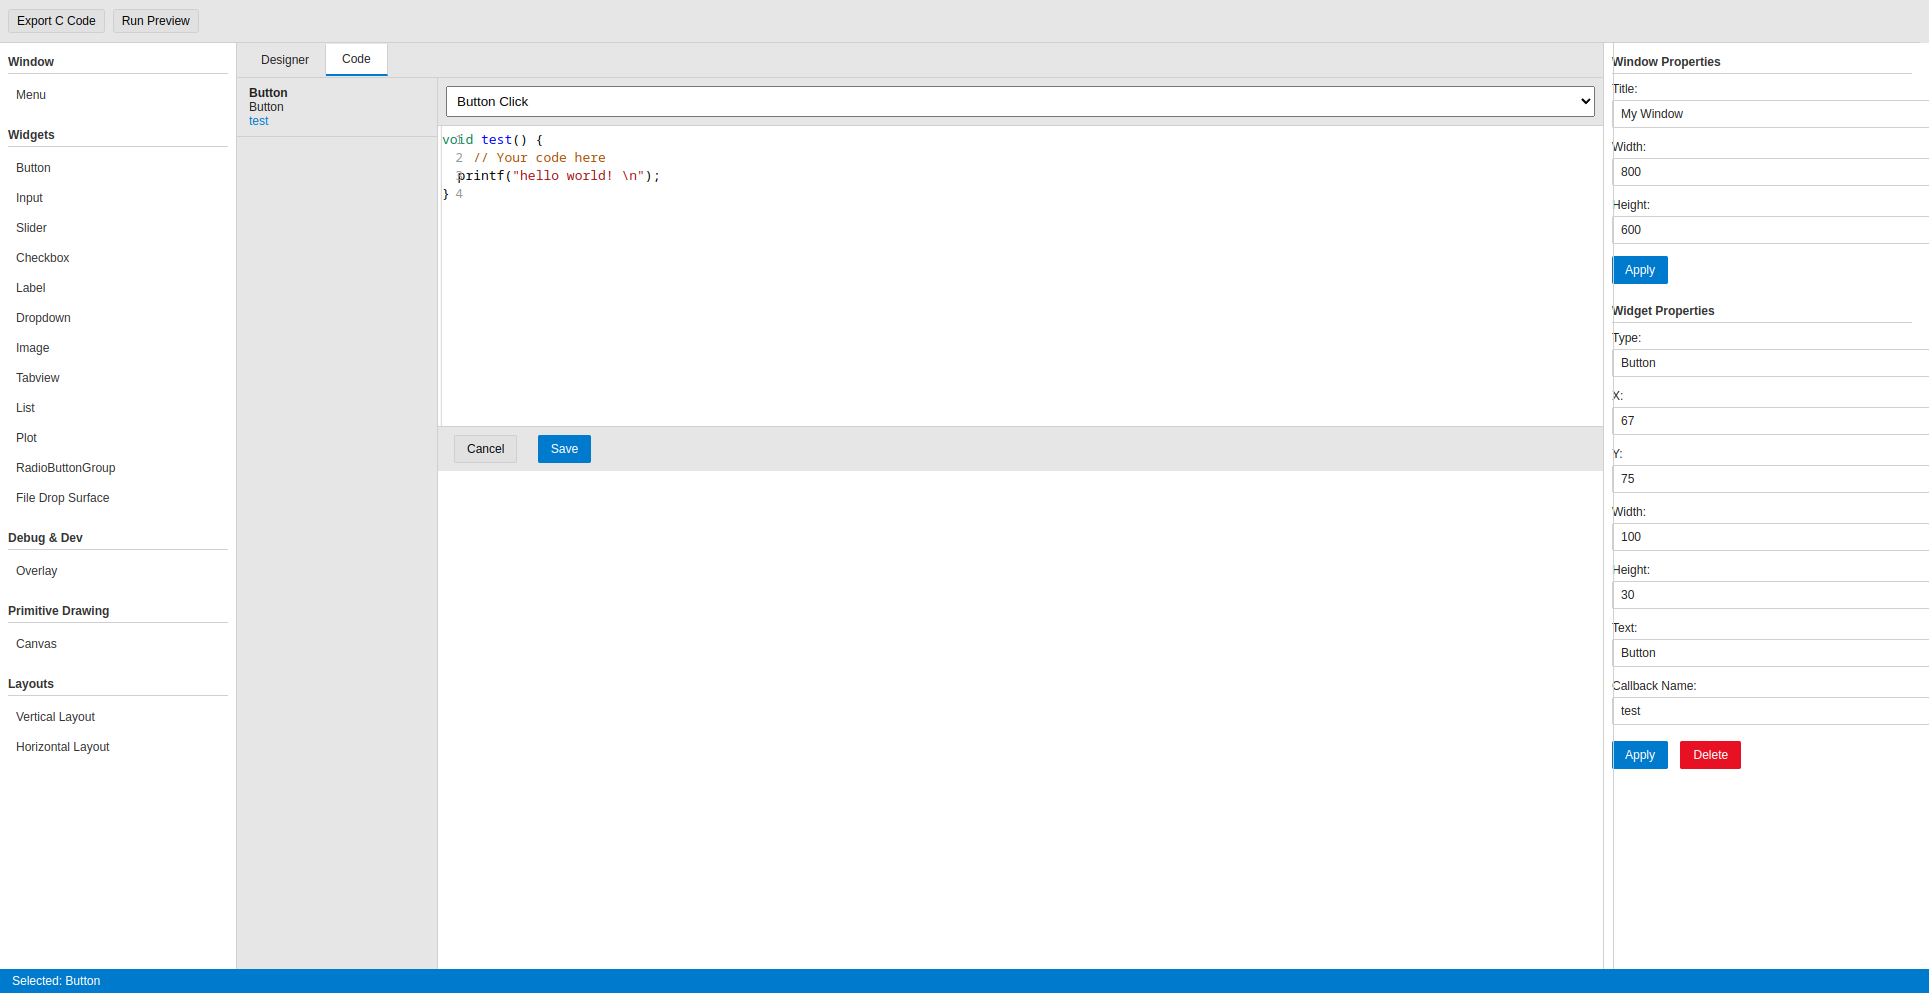 Export C Code Run Preview
Window
Menu
Widgets
Button
Input
Slider
Checkbox
Label
Dropdown
Image
Tabview
List
Plot
RadioButtonGroup
File Drop Surface
Debug & Dev
Overlay
Primitive Drawing
Canvas
Layouts
Vertical Layout
Horizontal Layout
Designer Code
Button
Button
test
Button Click
1 void test() {
2 // Your code here
3 printf("hello world! \n");
4 }
Cancel Save
Window Properties
Title:
My Window
Width:
800
Height:
600
Apply
Widget Properties
Type:
Button
X:
67
Y:
75
Width:
100
Height:
30
Text:
Button
Callback Name:
test
Apply Delete
Selected: Button